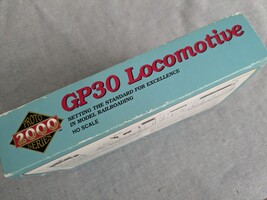 PROTO
2000
SERIES
GP30 Locomotive
SETTING THE STANDARD FOR EXCELLENCE
IN MODEL RAILROADING
HO SCALE